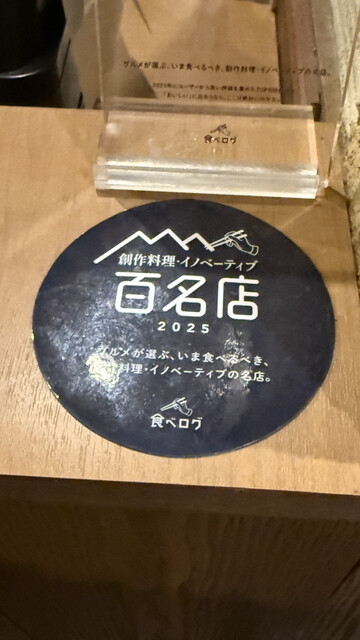 グルメが選ぶ、いま食べるべき、創作料理・イノベーティブの名店。
食べログ
創作料理・イノベーティブ
百名店
2025
グルメが選ぶ、いま食べるべき、
料理・イノベーティブの名店。
食べログ